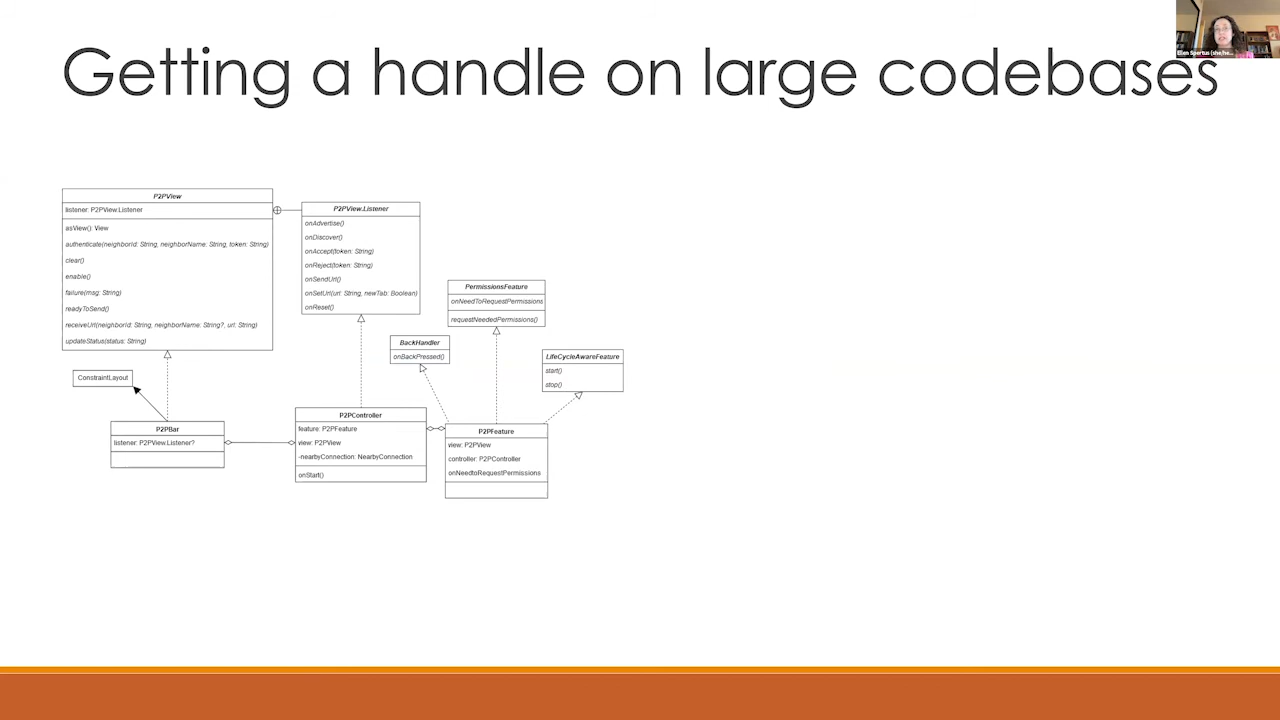 Getting a handle on large codebases
Ellen Spertus (she/he...
P2PView
listener: P2PView.Listener
asView(): View
authenticate(neighborId: String, neighborName: String, token: String)
clear()
enable()
failure(msg: String)
readyToSend()
receiveUrl(neighborId: String, neighborName: String?, url: String)
updateStatus(status: String)
P2PView.Listener
onAdvertise()
onDiscover()
onAccept(token: String)
onReject(token: String)
onSendUrl()
onSetUrl(url: String, newTab: Boolean)
onReset()
PermissionsFeature
onNeedToRequestPermissions
requestNeededPermissions()
BackHandler
onBackPressed()
LifeCycleAwareFeature
start()
stop()
ConstraintLayout
P2PBar
listener: P2PView.Listener?
P2PController
feature: P2PFeature
view: P2PView
-nearbyConnection: NearbyConnection
onStart()
P2PFeature
view: P2PView
controller: P2PController
onNeedtoRequestPermissions